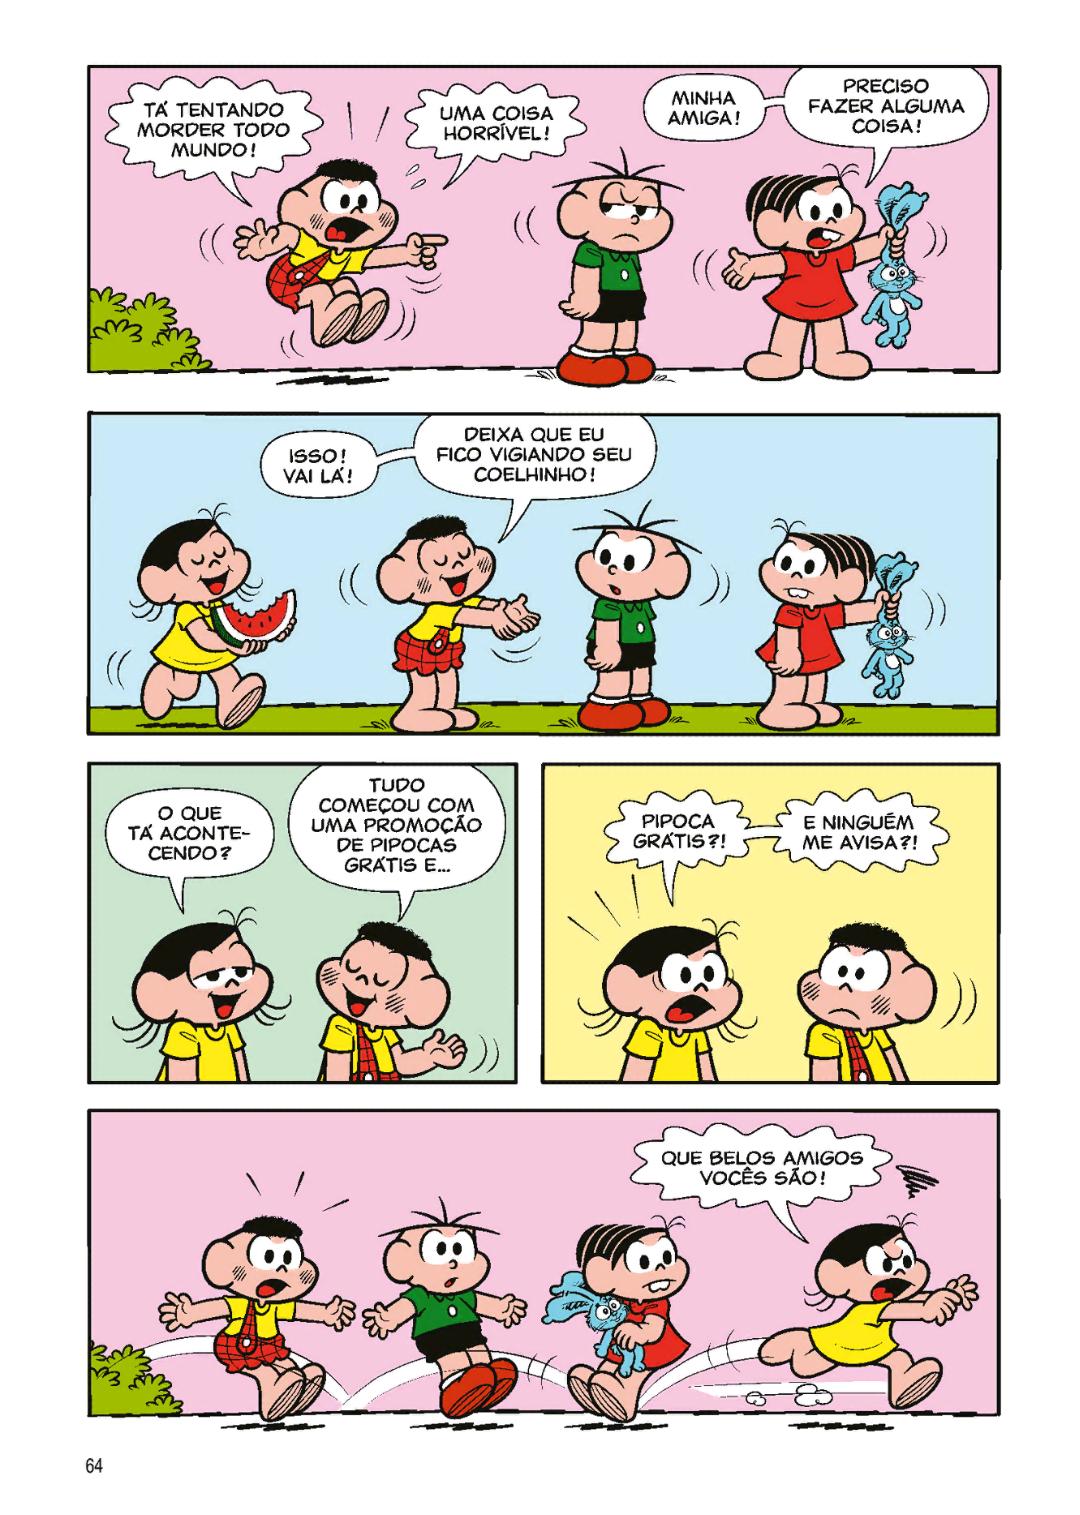 TÁ TENTANDO
MORDER TODO
MUNDO!
UMA COISA
HORRÍVEL!
MINHA
AMIGA!
PRECISO
FAZER ALGUMA
COISA!
ISSO!
VAI LÁ!
DEIXA QUE EU
FICO VIGIANDO SEU
COELHINHO!
O QUE
TÁ ACONTE-
CENDO?
TUDO
COMEÇOU COM
UMA PROMOÇÃO
DE PIPOCAS
GRÁTIS E...
PIPOCA
GRÁTIS?!
E NINGUÉM
ME AVISA?!
QUE BELOS AMIGOS
VOCÊS SÃO!
64